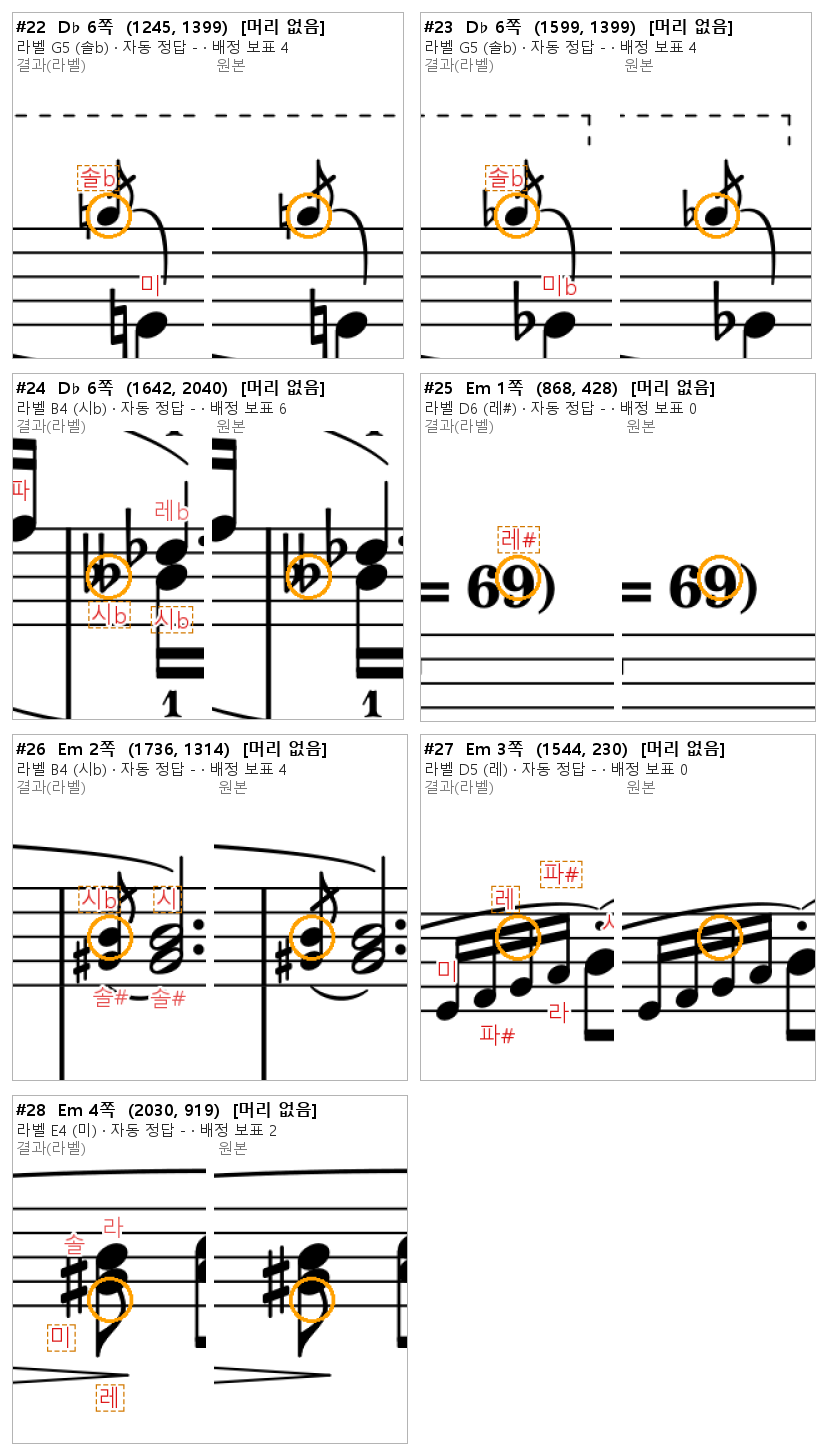 #22 D♭ 6쪽 (1245, 1399) [머리 없음]
라벨 G5 (솔b) · 자동 정답 - · 배정 보표 4
결과(라벨) 원본
솔b
미
#23 D♭ 6쪽 (1599, 1399) [머리 없음]
라벨 G5 (솔b) · 자동 정답 - · 배정 보표 4
결과(라벨) 원본
솔b
미b
#24 D♭ 6쪽 (1642, 2040) [머리 없음]
라벨 B4 (시b) · 자동 정답 - · 배정 보표 6
결과(라벨) 원본
파
레b
시b 시b
1 1
#25 Em 1쪽 (868, 428) [머리 없음]
라벨 D6 (레#) · 자동 정답 - · 배정 보표 0
결과(라벨) 원본
레#
= 69) = 69)
#26 Em 2쪽 (1736, 1314) [머리 없음]
라벨 B4 (시b) · 자동 정답 - · 배정 보표 4
결과(라벨) 원본
시b 시
솔# 솔#
#27 Em 3쪽 (1544, 230) [머리 없음]
라벨 D5 (레) · 자동 정답 - · 배정 보표 0
결과(라벨) 원본
파#
레
미
라
파#
#28 Em 4쪽 (2030, 919) [머리 없음]
라벨 E4 (미) · 자동 정답 - · 배정 보표 2
결과(라벨) 원본
라
솔
미
레